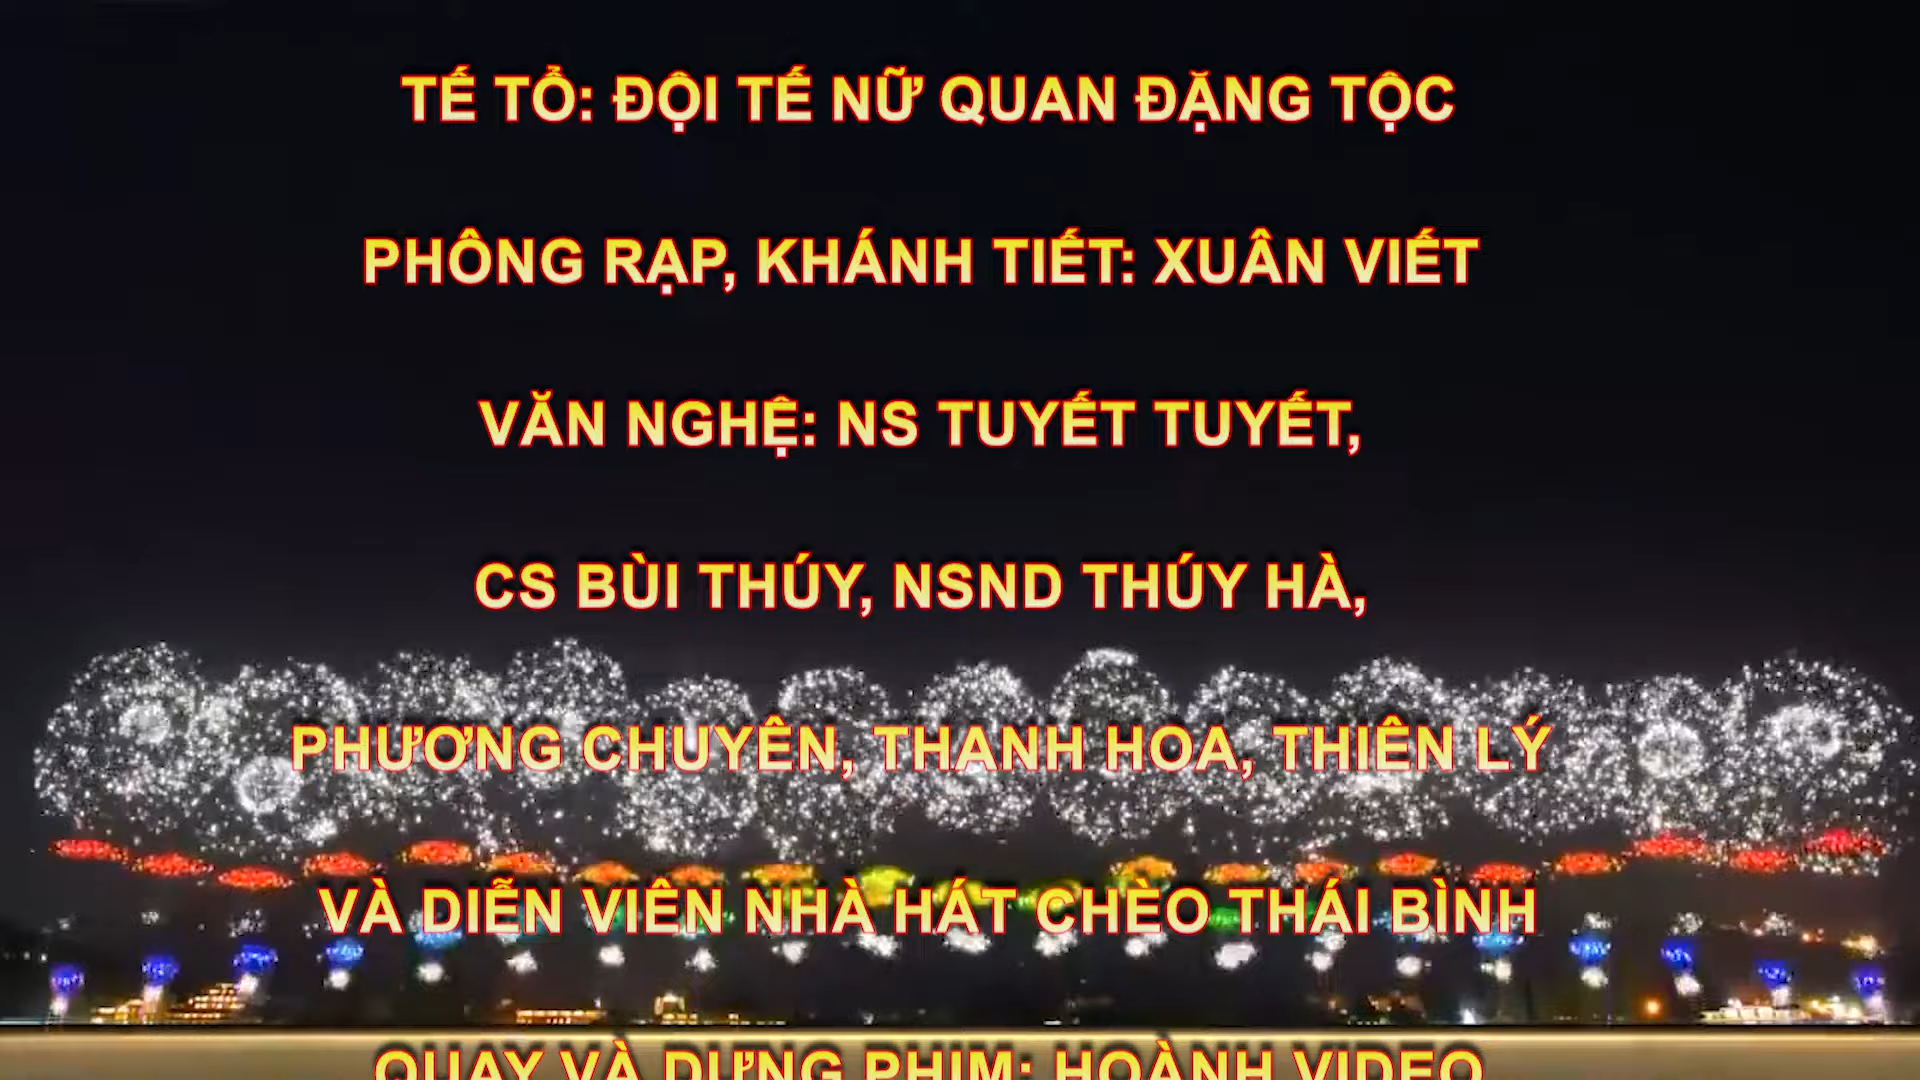 TẾ TỔ: ĐỘI TẾ NỮ QUAN ĐẶNG TỘC
PHÔNG RẠP, KHÁNH TIẾT: XUÂN VIẾT
VĂN NGHỆ: NS TUYẾT TUYẾT,
CS BÙI THÚY, NSND THÚY HÀ,
PHƯƠNG CHUYÊN, THANH HOA, THIÊN LÝ
VÀ DIỄN VIÊN NHÀ HÁT CHÈO THÁI BÌNH
QUAY VÀ DỰNG PHIM: HOÀNH VIDEO